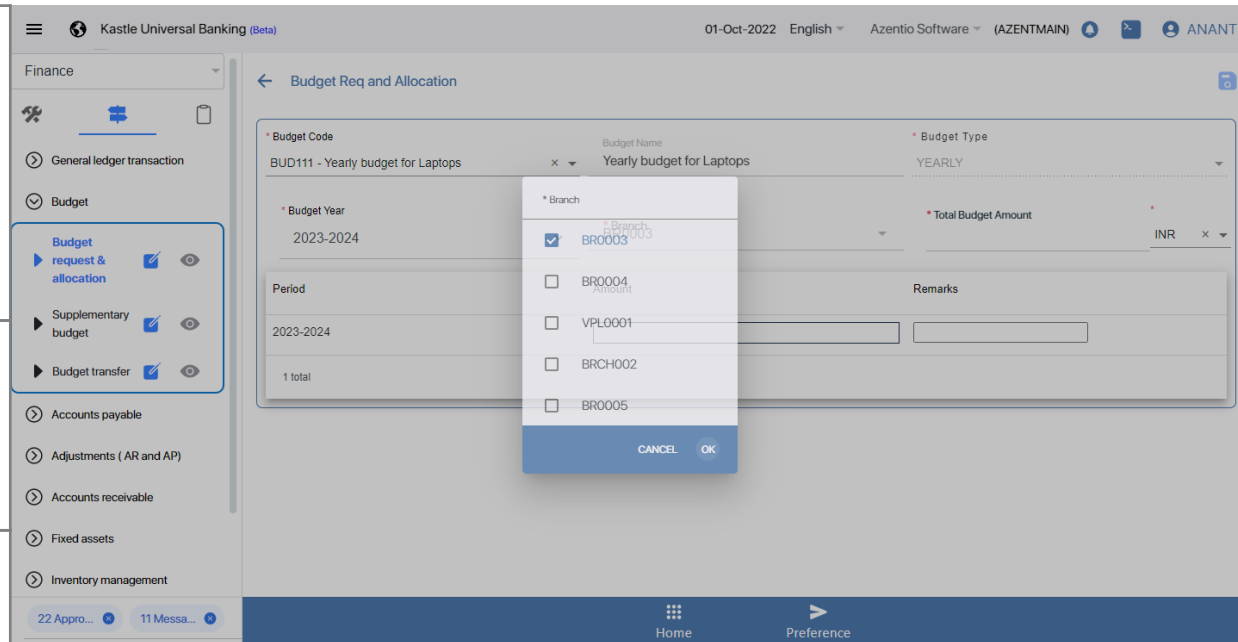 Kastle Universal Banking (Beta)
01-Oct-2022 English Azentio Software (AZENTMAIN) ANANT
Finance
Budget Req and Allocation
General ledger transaction
Budget
Budget request & allocation
Supplementary budget
Budget transfer
Accounts payable
Adjustments ( AR and AP)
Accounts receivable
Fixed assets
Inventory management
22 Appro... 11 Messa...
* Budget Code
BUD111 - Yearly budget for Laptops
Budget Name
Yearly budget for Laptops
* Budget Type
YEARLY
* Budget Year
2023-2024
* Branch
BR0003
* Total Budget Amount
*
INR
Period
Amount
Remarks
2023-2024
1 total
* Branch
BR0003
BR0004
VPL0001
BRCH002
BR0005
CANCEL OK
Home
Preference